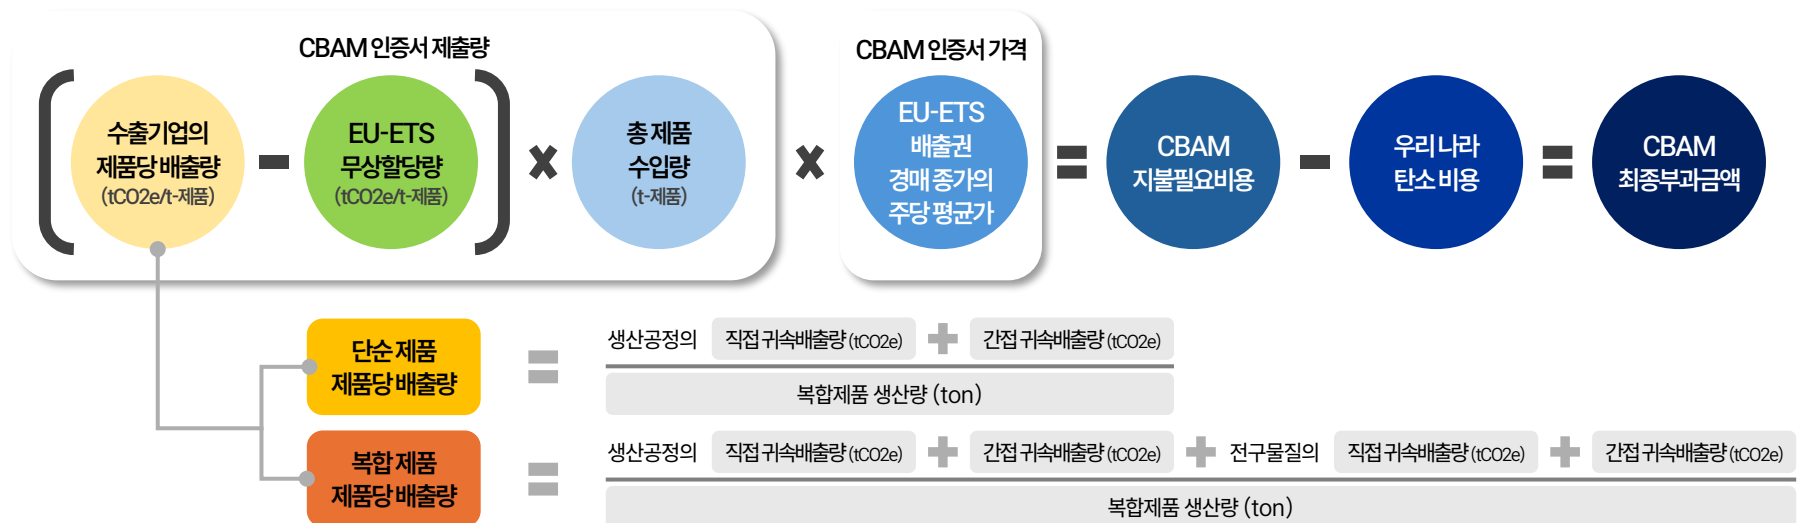 CBAM 인증서 제출량
CBAM 인증서 가격
수출기업의
제품당 배출량
(tCO2e/t-제품)
EU-ETS
무상할당량
(tCO2e/t-제품)
총 제품
수입량
(t-제품)
EU-ETS
배출권
경매 종가의
주당 평균가
CBAM
지불필요비용
우리 나라
탄소 비용
CBAM
최종부과금액
단순 제품
제품당 배출량
생산공정의 직접 귀속배출량 (tCO2e) + 간접 귀속배출량 (tCO2e)
복합제품 생산량 (ton)
복합 제품
제품당 배출량
생산공정의 직접 귀속배출량 (tCO2e) + 간접 귀속배출량 (tCO2e) + 전구물질의 직접 귀속배출량 (tCO2e) + 간접 귀속배출량 (tCO2e)
복합제품 생산량 (ton)